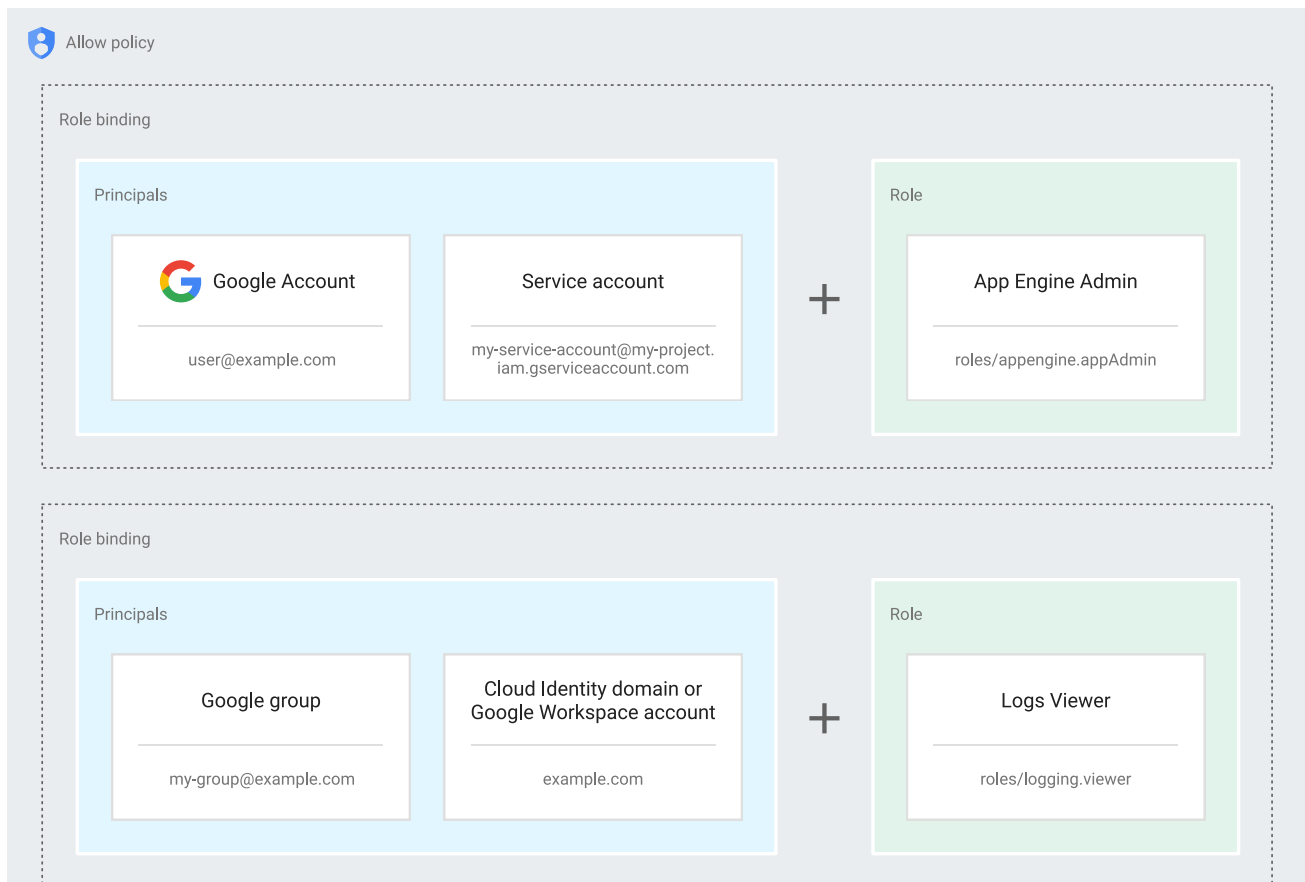 Allow policy
Role binding
Principals
Role
Google Account
Service account
App Engine Admin
user@example.com
my-service-account@my-project.
iam.gserviceaccount.com
roles/appengine.appAdmin
Role binding
Principals
Role
Google group
Cloud Identity domain or
Google Workspace account
Logs Viewer
my-group@example.com
example.com
roles/logging.viewer